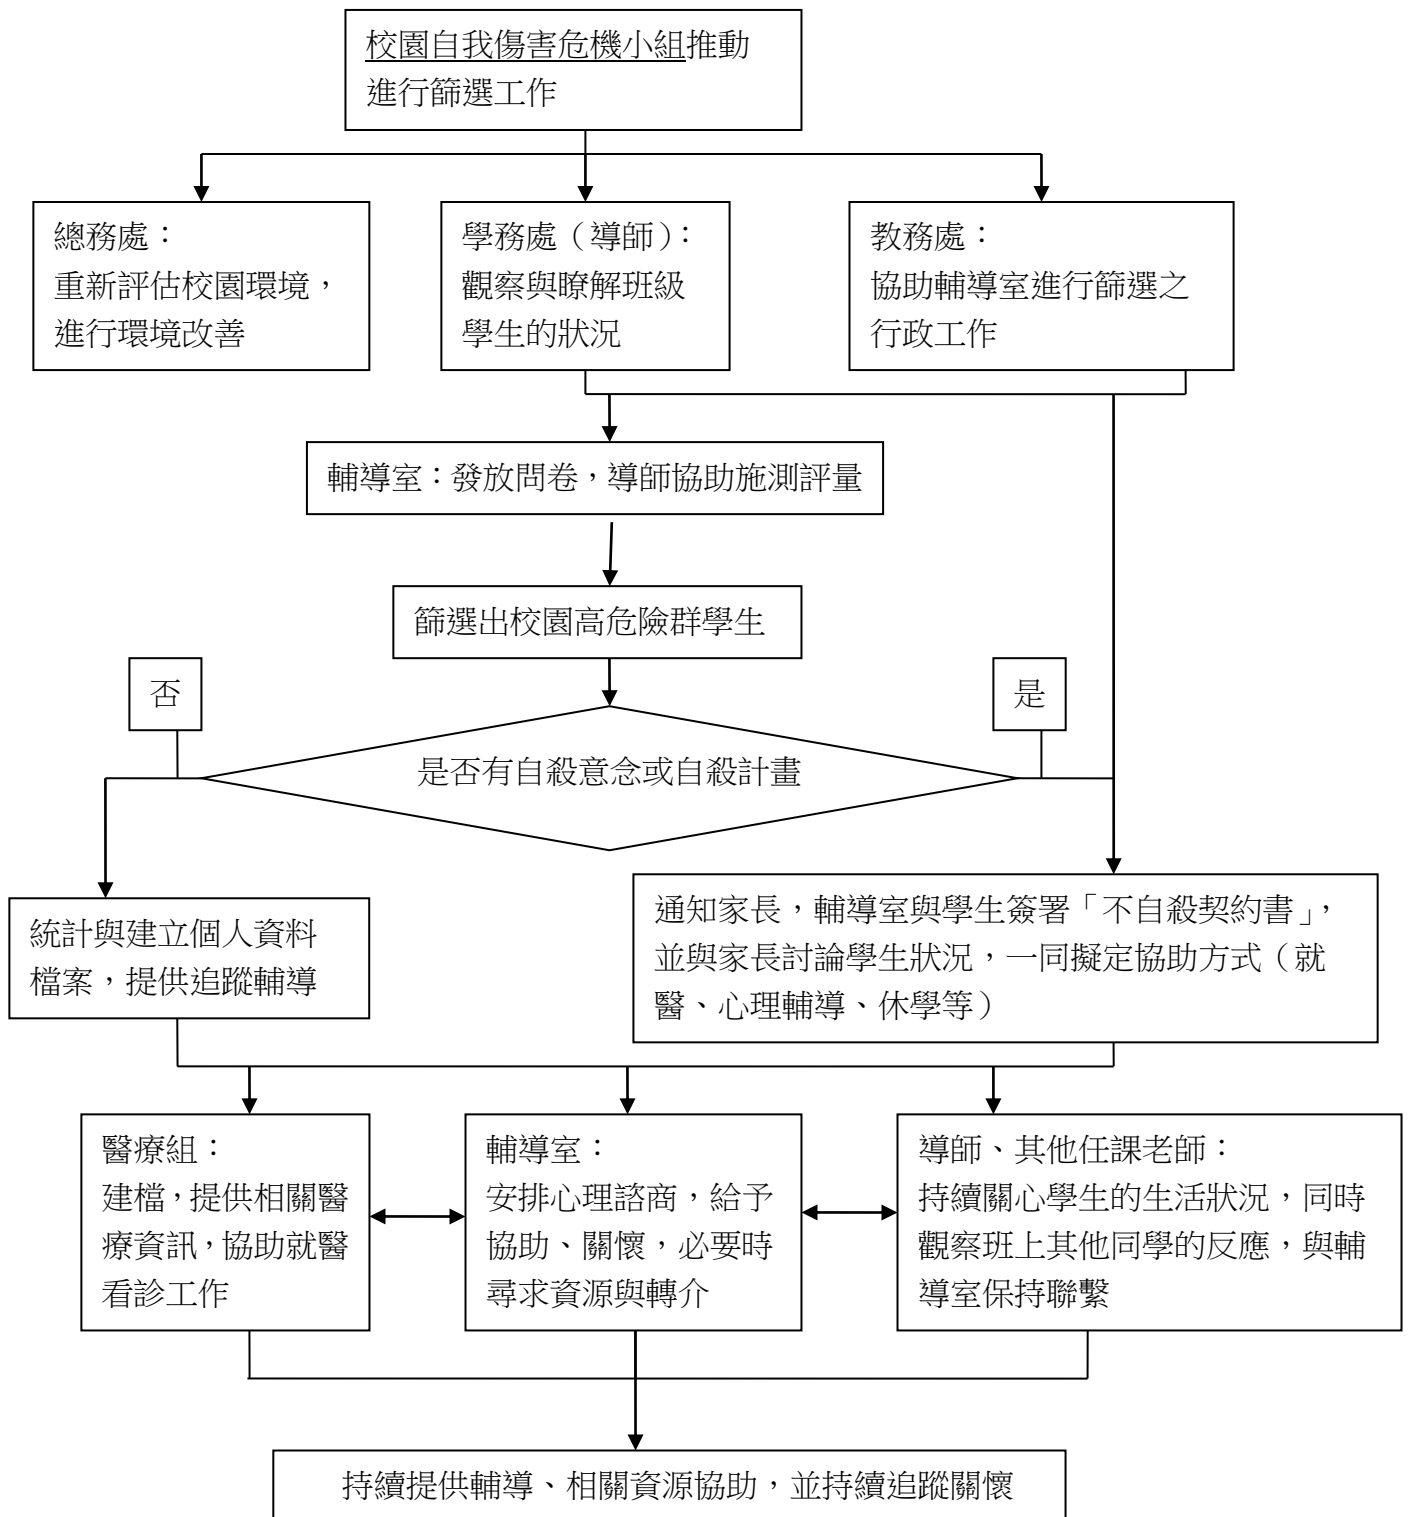 校園自我傷害危機小組推動
進行篩選工作
總務處：
重新評估校園環境，
進行環境改善
學務處（導師）：
觀察與瞭解班級
學生的狀況
教務處：
協助輔導室進行篩選之
行政工作
輔導室：發放問卷，導師協助施測評量
篩選出校園高危險群學生
否
是
是否有自殺意念或自殺計畫
統計與建立個人資料
檔案，提供追蹤輔導
通知家長，輔導室與學生簽署「不自殺契約書」，
並與家長討論學生狀況，一同擬定協助方式（就
醫、心理輔導、休學等）
醫療組：
建檔，提供相關醫
療資訊，協助就醫
看診工作
輔導室：
安排心理諮商，給予
協助、關懷，必要時
尋求資源與轉介
導師、其他任課老師：
持續關心學生的生活狀況，同時
觀察班上其他同學的反應，與輔
導室保持聯繫
持續提供輔導、相關資源協助，並持續追蹤關懷